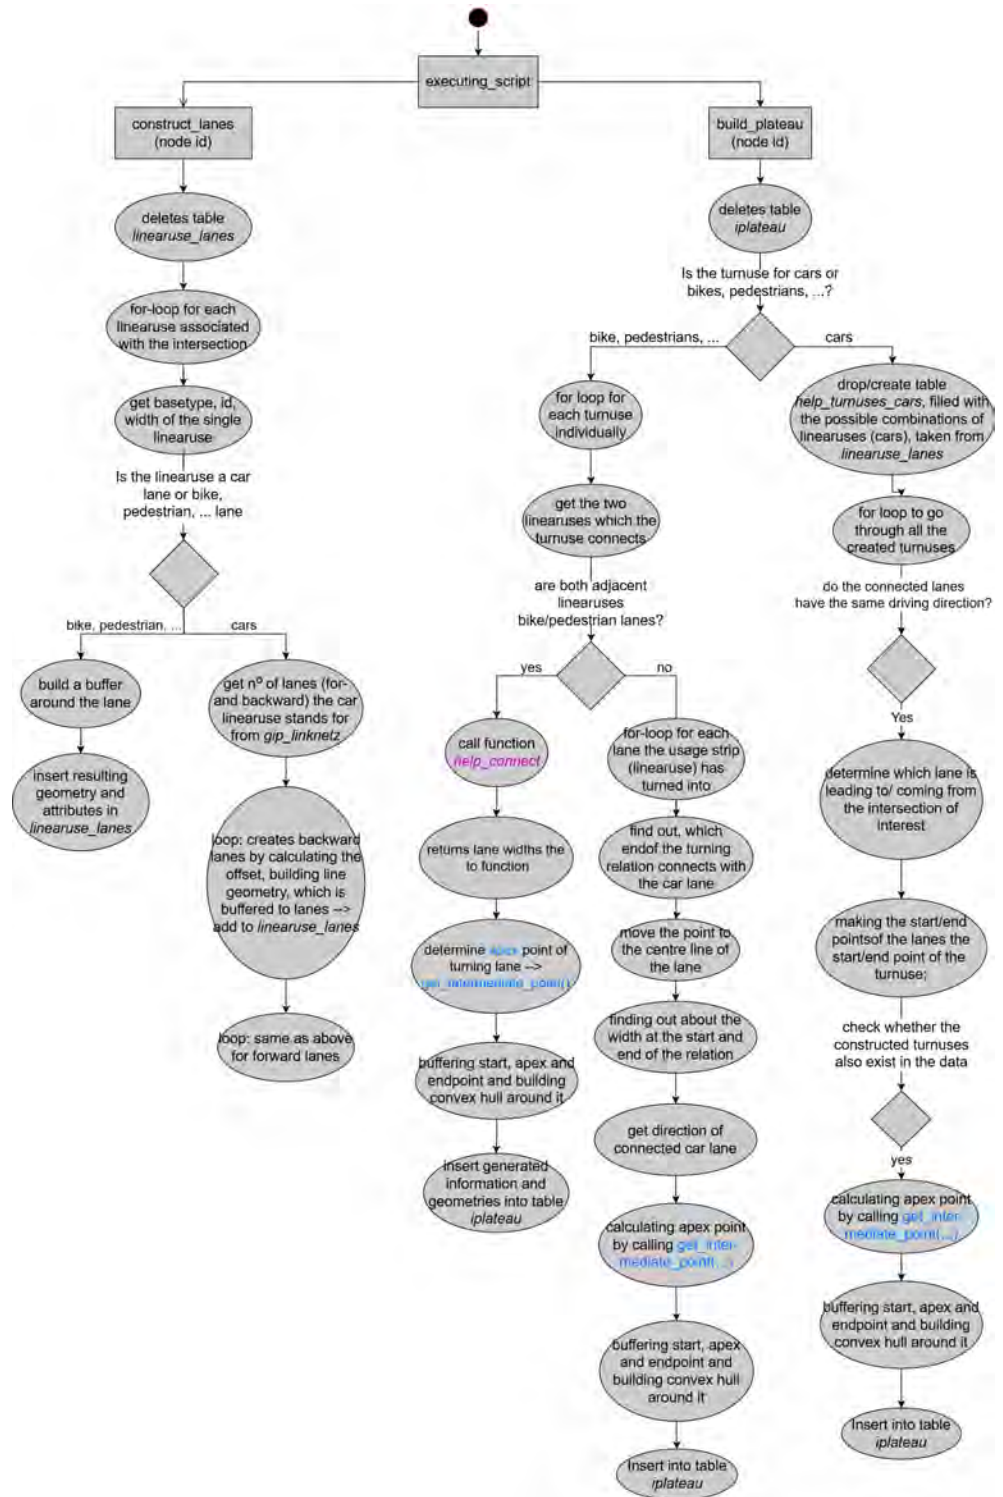 executing_script
construct_lanes
(node id)
deletes table
linearuse_lanes
for-loop for each
linearuse associated
with the intersection
get basetype, id,
width of the single
linearuse
Is the linearuse a car
lane or bike,
pedestrian, ... lane
bike, pedestrian, ...
cars
build a buffer
around the lane
insert resulting
geometry and
attributes in
linearuse_lanes
get nº of lanes (for-
and backward) the car
linearuse stands for
from gip_linknetz
loop: creates backward
lanes by calculating the
offset, building line
geometry, which is
buffered to lanes -->
add to linearuse_lanes
loop: same as above
for forward lanes
build_plateau
(node id)
deletes table
iplateau
Is the turnuse for cars or
bikes, pedestrians, ...?
bike, pedestrians, ...
cars
for loop for
each turnuse
individually
get the two
linearuses which the
turnuse connects
are both adjacent
linearuses
bike/pedestrian lanes?
yes
no
call function
help_connect
returns lane widths the
to function
determine apex point of
turning lane -->
get_intermediate_point()
buffering start, apex and
endpoint and building
convex hull around it
insert generated
information and
geometries into table
iplateau
for-loop for each
lane the usage strip
(linearuse) has
turned into
find out, which
endof the turning
relation connects with
the car lane
move the point to
the centre line of
the lane
finding out about the
width at the start and
end of the relation
get direction of
connected car lane
calculating apex point
by calling get_inter-
mediate_point(...)
buffering start, apex
and endpoint and
building convex hull
around it
Insert into table
iplateau
drop/create table
help_turnuses_cars, filled with
the possible combinations of
linearuses (cars), taken from
linearuse_lanes
for loop to go
through all the
created turnuses
do the connected lanes
have the same driving direction?
Yes
determine which lane is
leading to/ coming from
the intersection of
interest
making the start/end
pointsof the lanes the
start/end point of the
turnuse;
check whether the
constructed turnuses
also exist in the data
yes
calculating apex point
by calling get_inter-
mediate_point(...)
buffering start, apex and
endpoint and building
convex hull around it
Insert into table
iplateau